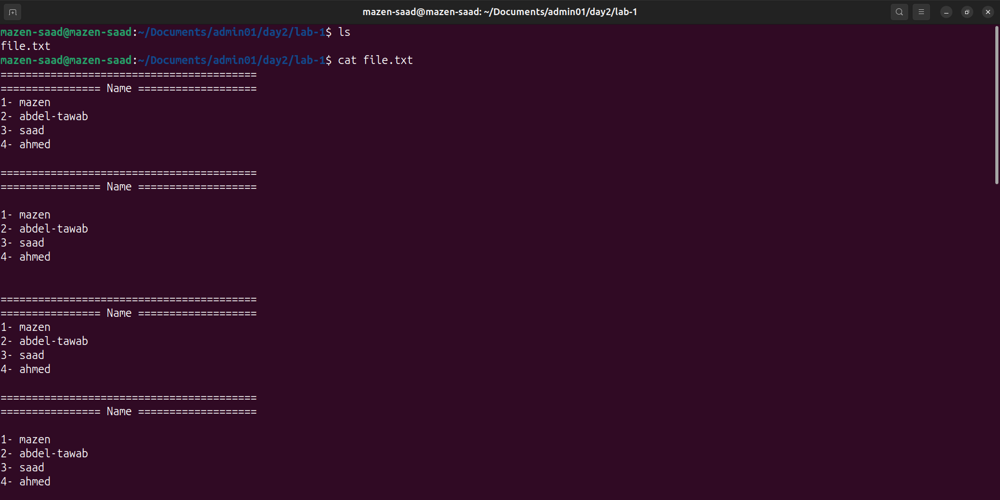 mazen-saad@mazen-saad: ~/Documents/admin01/day2/lab-1
mazen-saad@mazen-saad:~/Documents/admin01/day2/lab-1$ ls
file.txt
mazen-saad@mazen-saad:~/Documents/admin01/day2/lab-1$ cat file.txt
=========================================
================ Name ===================
1- mazen
2- abdel-tawab
3- saad
4- ahmed
=========================================
================ Name ===================
1- mazen
2- abdel-tawab
3- saad
4- ahmed
=========================================
================ Name ===================
1- mazen
2- abdel-tawab
3- saad
4- ahmed
=========================================
================ Name ===================
1- mazen
2- abdel-tawab
3- saad
4- ahmed